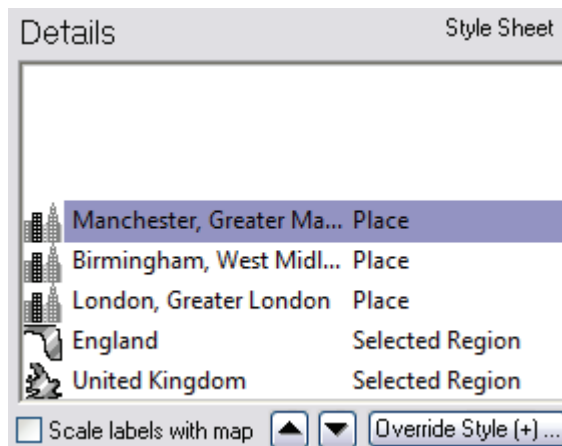 Details Style Sheet
Manchester, Greater Ma... Place
Birmingham, West Midl... Place
London, Greater London Place
England Selected Region
United Kingdom Selected Region
Scale labels with map Override Style (+) ...